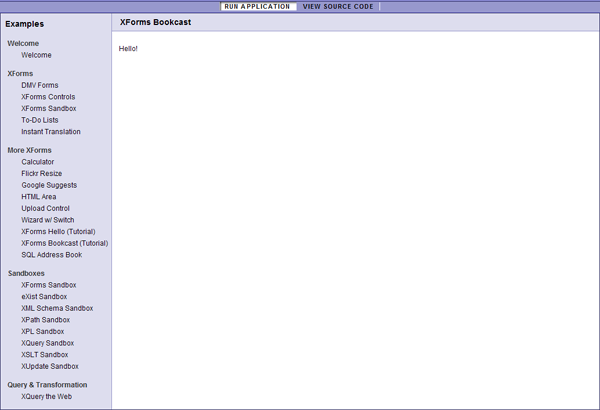 RUN APPLICATION VIEW SOURCE CODE
Examples
XForms Bookcast
Hello!
Welcome
Welcome
XForms
DMV Forms
XForms Controls
XForms Sandbox
To-Do Lists
Instant Translation
More XForms
Calculator
Flickr Resize
Google Suggests
HTML Area
Upload Control
Wizard w/ Switch
XForms Hello (Tutorial)
XForms Bookcast (Tutorial)
SQL Address Book
Sandboxes
XForms Sandbox
eXist Sandbox
XML Schema Sandbox
XPath Sandbox
XPL Sandbox
XQuery Sandbox
XSLT Sandbox
XUpdate Sandbox
Query & Transformation
XQuery the Web